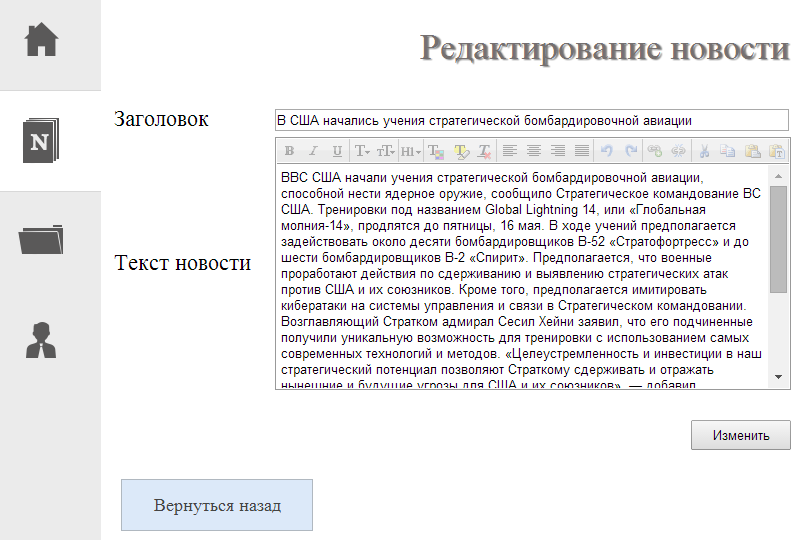 Редактирование новости
Заголовок
В США начались учения стратегической бомбардировочной авиации
B I U T тT H1 T T T
N
ВВС США начали учения стратегической бомбардировочной авиации,
способной нести ядерное оружие, сообщило Стратегическое командование ВС
США. Тренировки под названием Global Lightning 14, или «Глобальная
молния-14», продлятся до пятницы, 16 мая. В ходе учений предполагается
задействовать около десяти бомбардировщиков B-52 «Стратофортресс» и до
шести бомбардировщиков B-2 «Спирит». Предполагается, что военные
Текст новости
проработают действия по сдерживанию и выявлению стратегических атак
против США и их союзников. Кроме того, предполагается имитировать
кибератаки на системы управления и связи в Стратегическом командовании.
Возглавляющий Стратком адмирал Сесил Хейни заявил, что его подчиненные
получили уникальную возможность для тренировки с использованием самых
современных технологий и методов. «Целеустремленность и инвестиции в наш
стратегический потенциал позволяют Страткому сдерживать и отражать
нынешние и будущие угрозы для США и их союзников», — добавил
Изменить
Вернуться назад